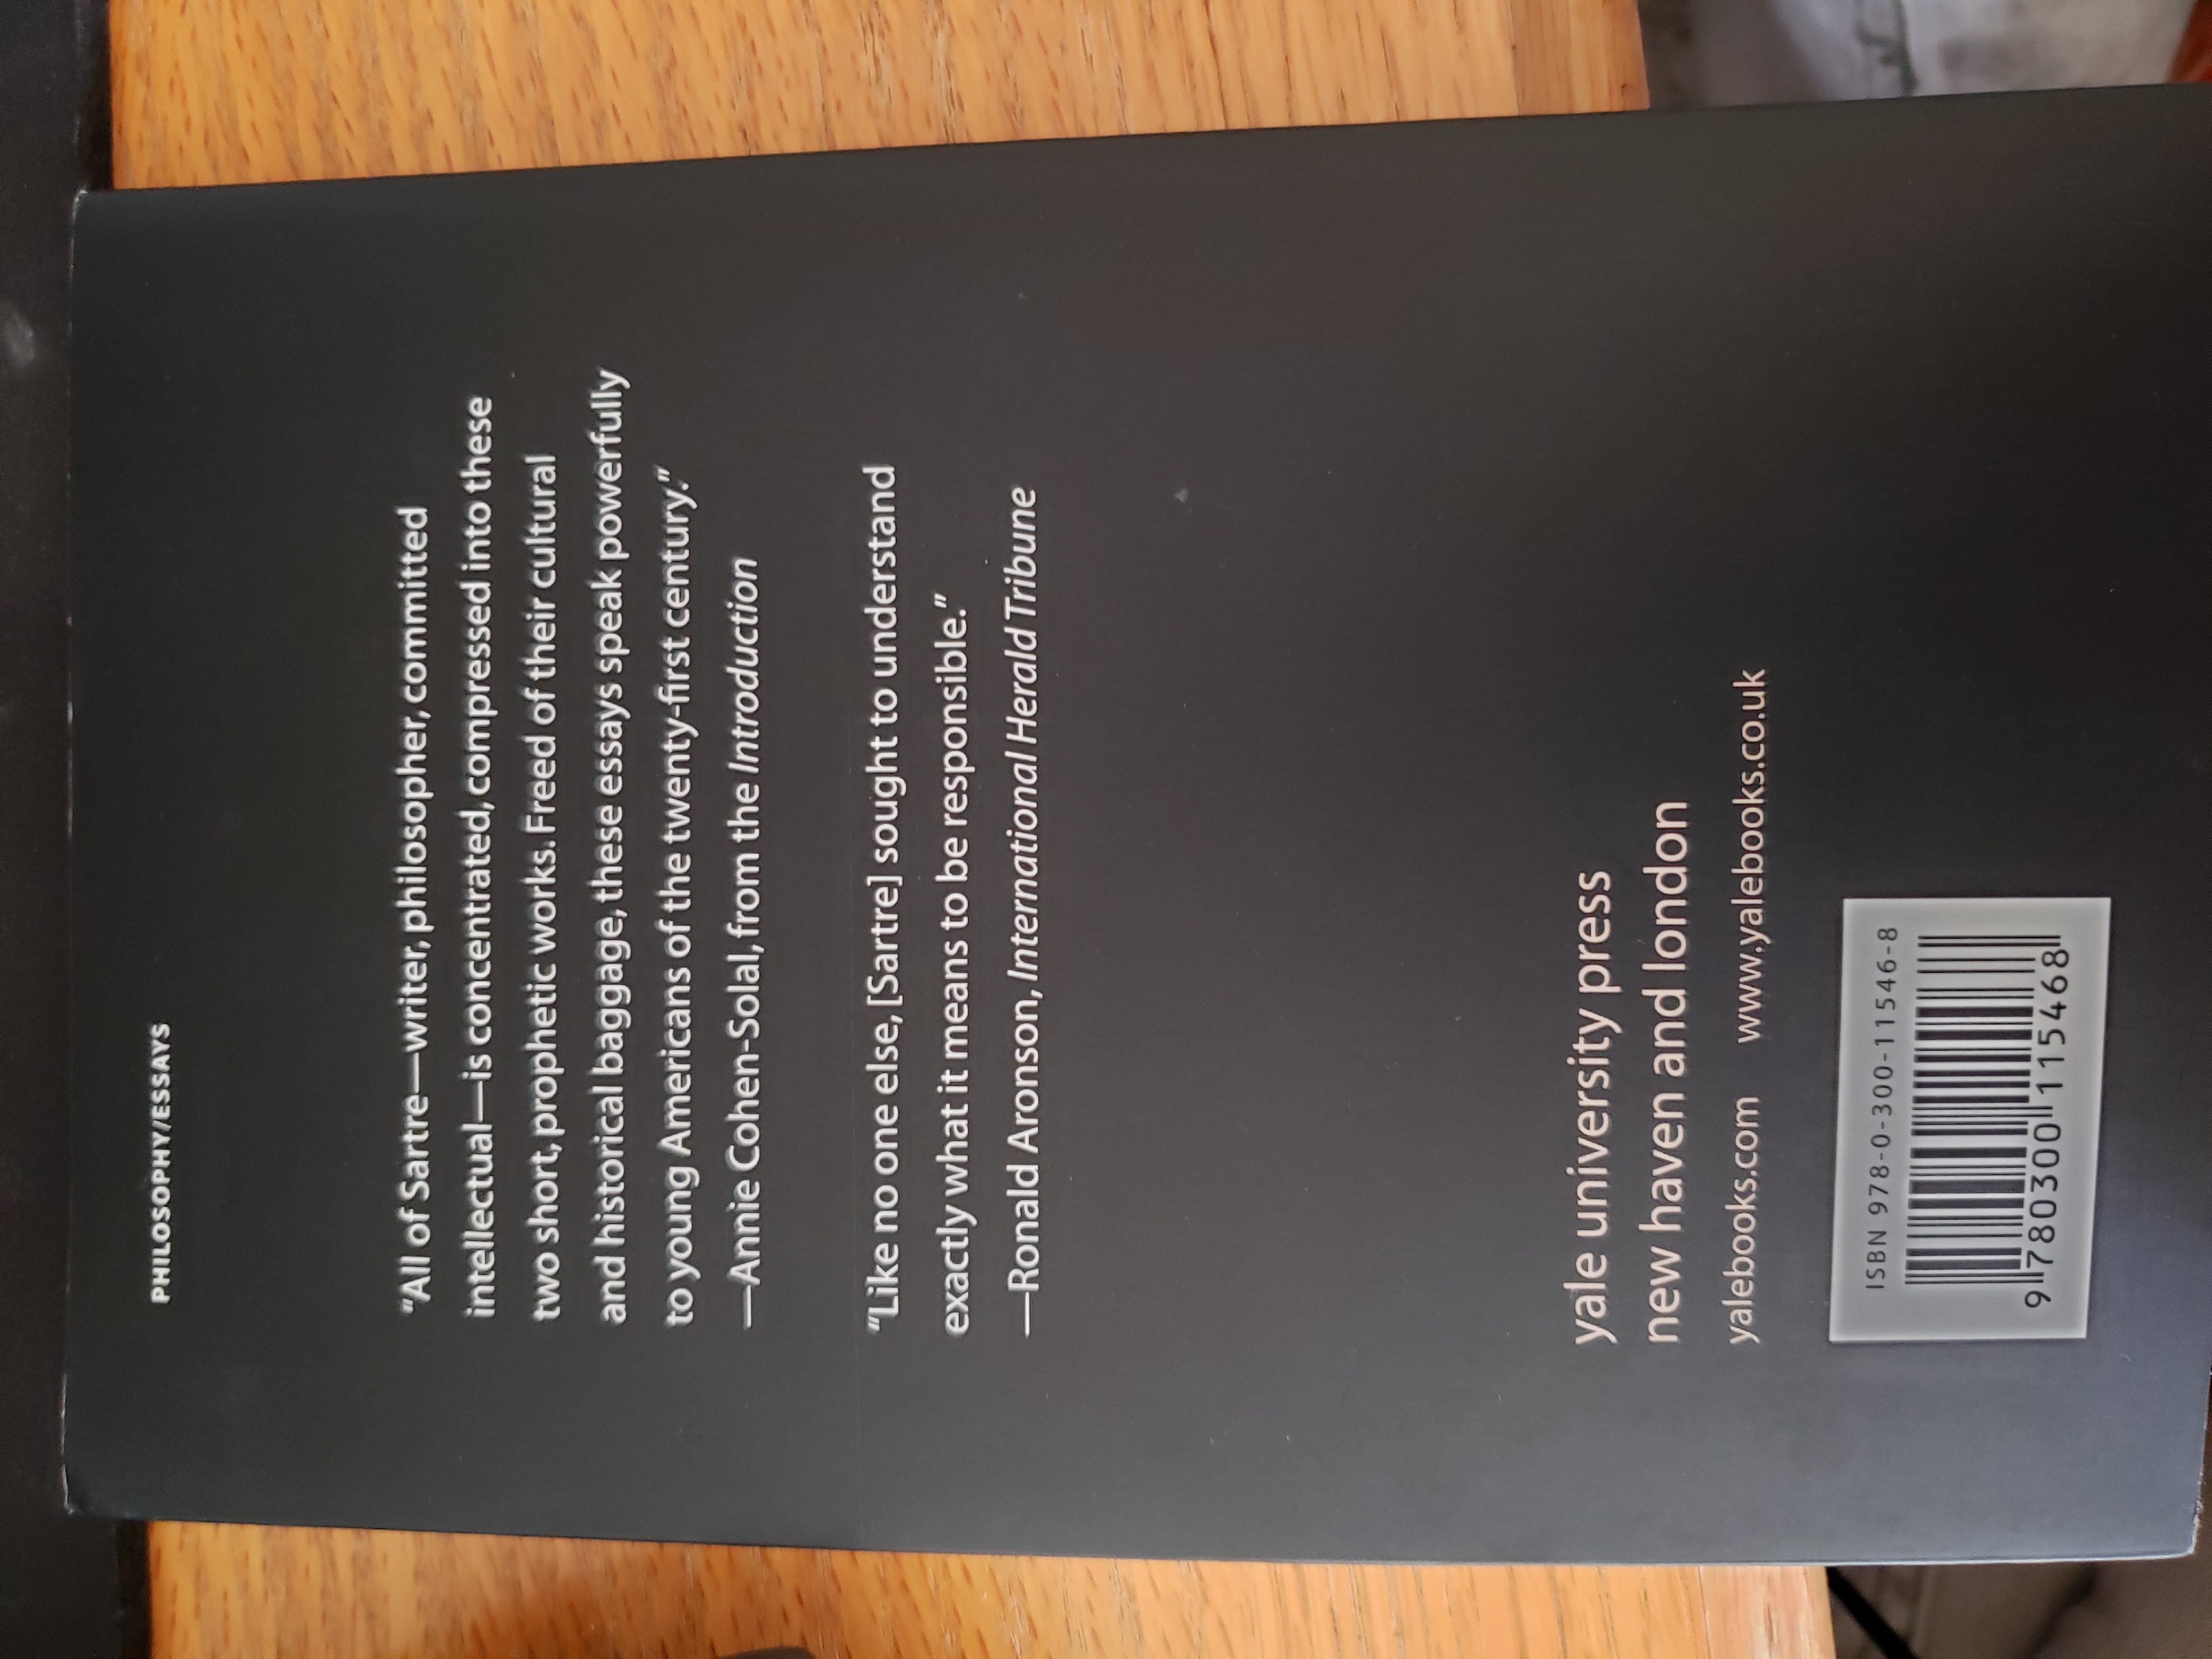 PHILOSOPHY/ESSAYS
“All of Sartre—writer, philosopher, committed
intellectual—is concentrated, compressed into these
two short, prophetic works. Freed of their cultural
and historical baggage, these essays speak powerfully
to young Americans of the twenty-first century.”
—Annie Cohen-Solal, from the Introduction
“Like no one else, [Sartre] sought to understand
exactly what it means to be responsible.”
—Ronald Aronson, International Herald Tribune
yale university press
new haven and london
yalebooks.com www.yalebooks.co.uk
ISBN 978-0-300-11546-8
9 780300 115468